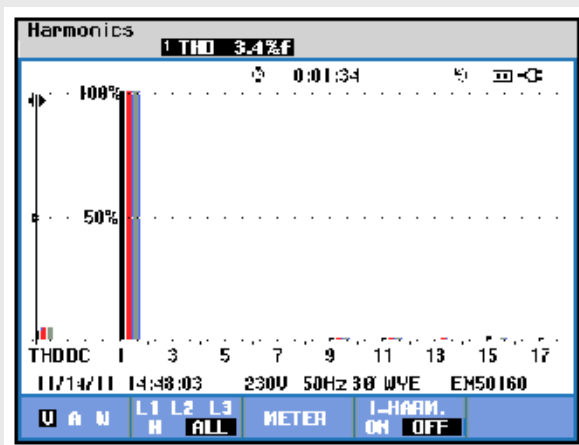 Harmonics
1 THD 3.4%f
0:01:34
100%
50%
THDDC 1 3 5 7 9 11 13 15 17
11/14/11 14:48:03 230V 50Hz 3Ø WYE EN50160
V A W L1 L2 L3 N ALL METER I-HARM. ON OFF